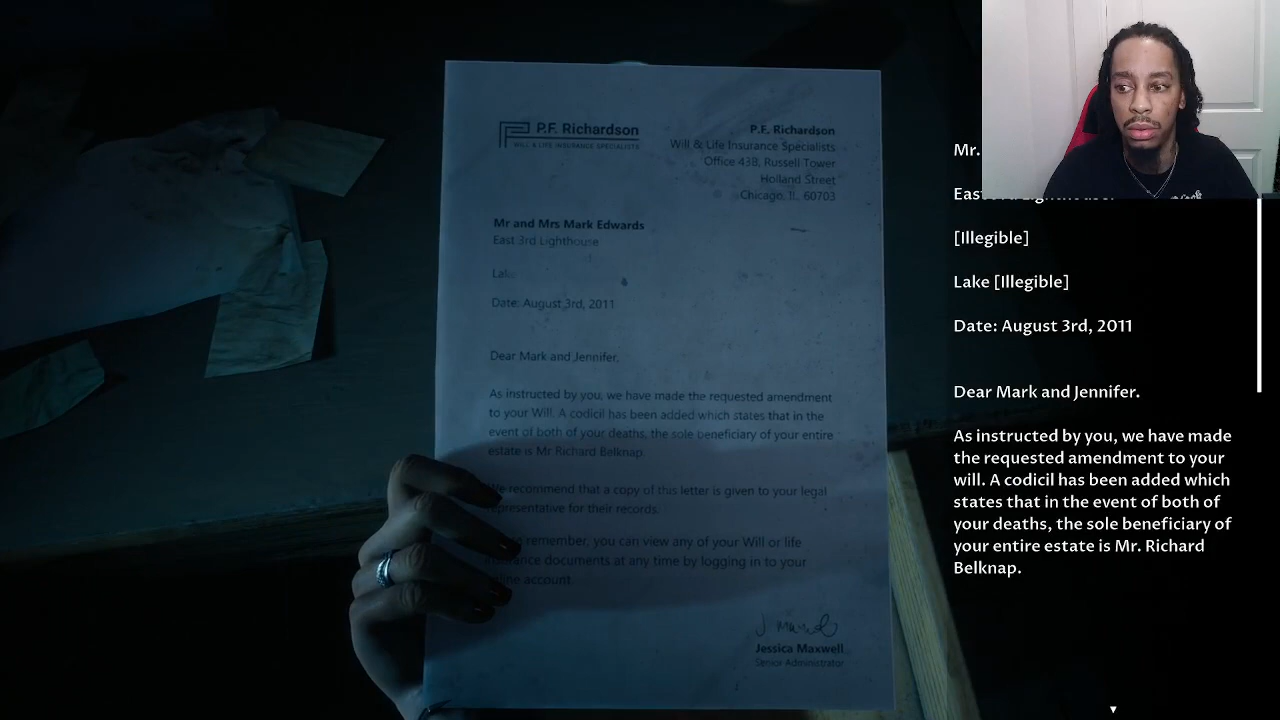 P.F. Richardson
WILL & LIFE INSURANCE SPECIALISTS
P.F. Richardson
Will & Life Insurance Specialists
Office 438, Russell Tower
Holland Street
Chicago, IL, 60703
Mr and Mrs Mark Edwards
East 3rd Lighthouse
Lake
Date: August 3rd, 2011
Dear Mark and Jennifer,
As instructed by you, we have made the requested amendment
to your Will. A codicil has been added which states that in the
event of both of your deaths, the sole beneficiary of your entire
estate is Mr Richard Belknap.
We recommend that a copy of this letter is given to your legal
representative for their records.
remember, you can view any of your Will or life
insurance documents at any time by logging in to your
online account.
Jessica Maxwell
Senior Administrator
Mr.
East
[Illegible]
Lake [Illegible]
Date: August 3rd, 2011
Dear Mark and Jennifer.
As instructed by you, we have made
the requested amendment to your
will. A codicil has been added which
states that in the event of both of
your deaths, the sole beneficiary of
your entire estate is Mr. Richard
Belknap.